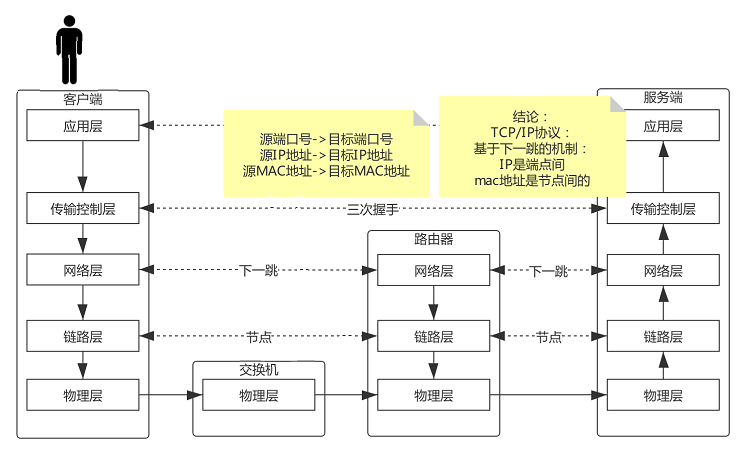 客户端
应用层
传输控制层
网络层
链路层
物理层
源端口号->目标端口号
源IP地址->目标IP地址
源MAC地址->目标MAC地址
结论：
TCP/IP协议：
基于下一跳的机制：
IP是端点间
mac地址是节点间的
三次握手
下一跳
节点
交换机
物理层
路由器
网络层
链路层
物理层
下一跳
节点
服务端
应用层
传输控制层
网络层
链路层
物理层